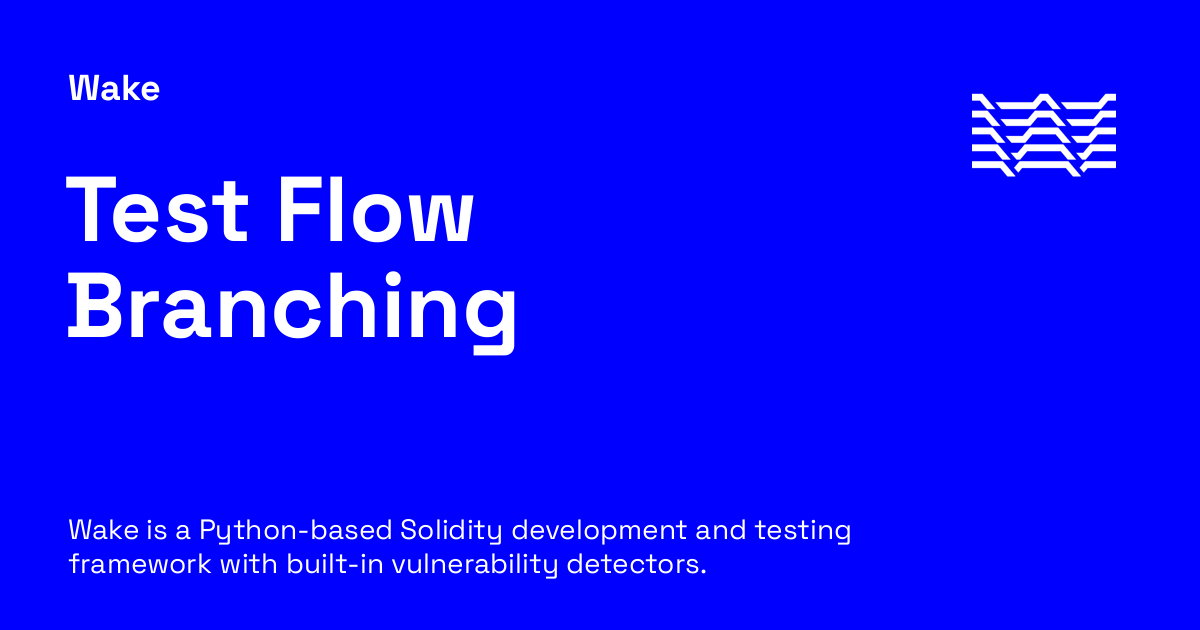 Wake
Test Flow
Branching
Wake is a Python-based Solidity development and testing
framework with built-in vulnerability detectors.